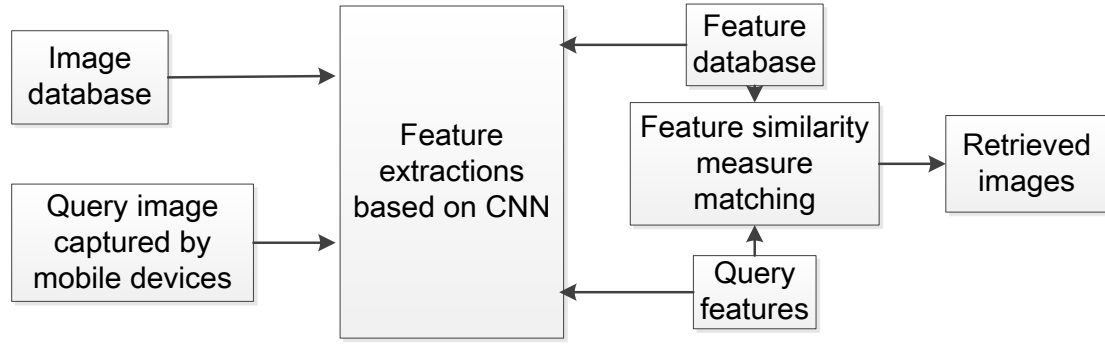 Image
database
Query image
captured by
mobile devices
Feature
extractions
based on CNN
Feature
database
Feature similarity
measure
matching
Query
features
Retrieved
images